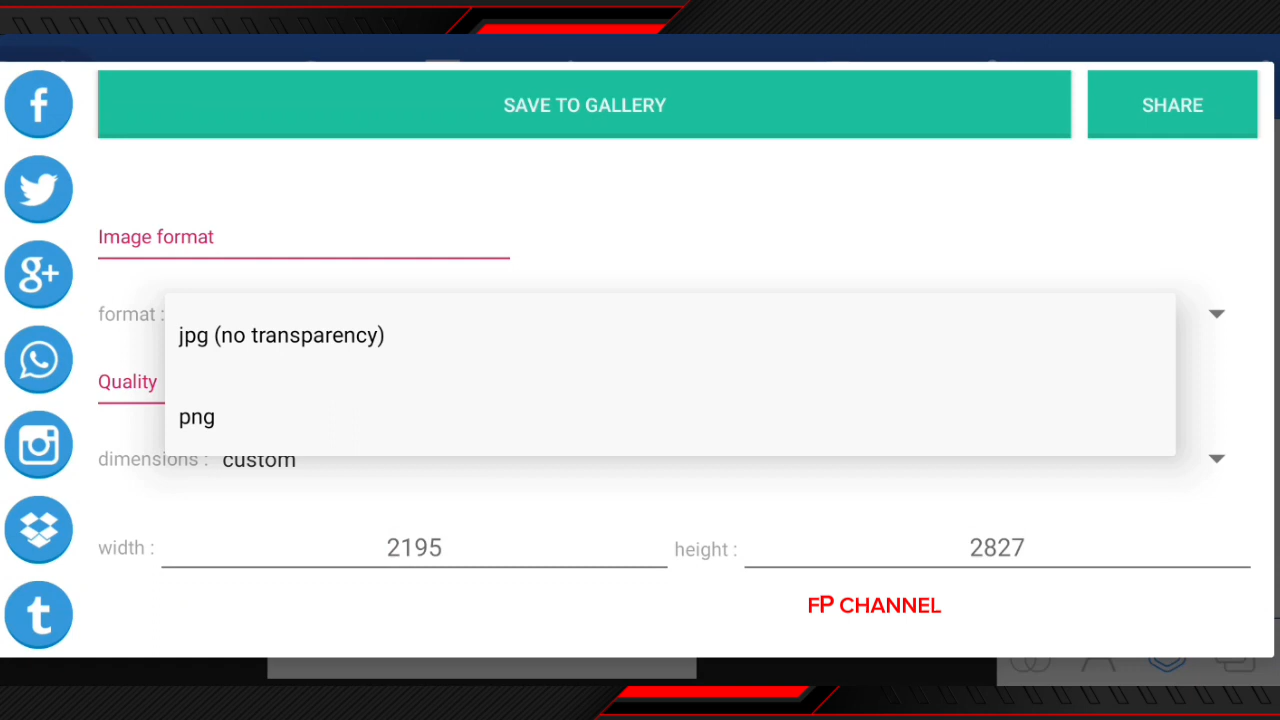 SAVE TO GALLERY
SHARE
Image format
format :
jpg (no transparency)
Quality
png
dimensions :
custom
width :
2195
height :
2827
FP CHANNEL